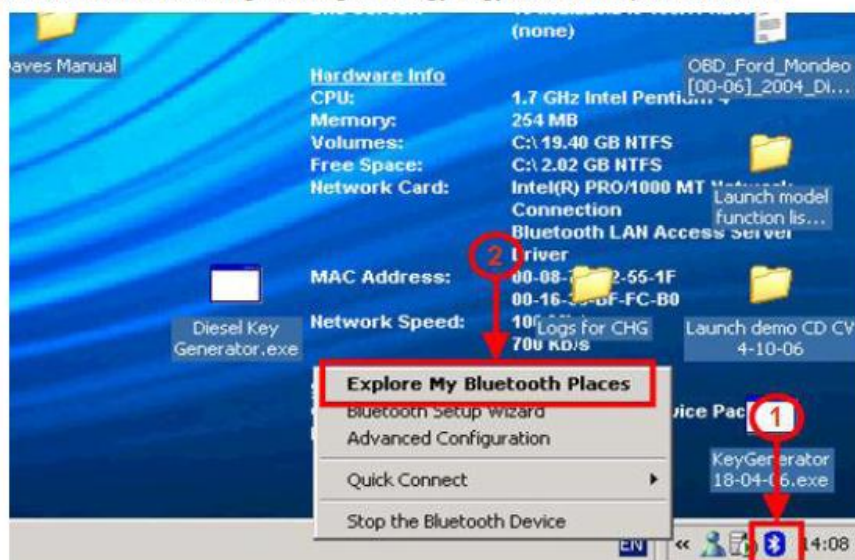 (none)
aves Manual
OBD_Ford_Mondeo
[00-06]_2004_Di...
Hardware Info
CPU: 1.7 GHz Intel Pentium 4
Memory: 254 MB
Volumes: C:\ 19.40 GB NTFS
Free Space: C:\ 2.02 GB NTFS
Network Card: Intel(R) PRO/1000 MT
Connection
Launch model
function lis...
Bluetooth LAN Access Server
Driver
2
MAC Address: 2-55-1F
00-16- BF-FC-B0
Diesel Key
Generator.exe
Network Speed:
700 KB/s
Logs for CHG
Launch demo CD CV
4-10-06
Explore My Bluetooth Places
Bluetooth Setup Wizard
Advanced Configuration
Quick Connect
Stop the Bluetooth Device
vice Pac
1
KeyGenerator
18-04-06.exe
EN « 14:08